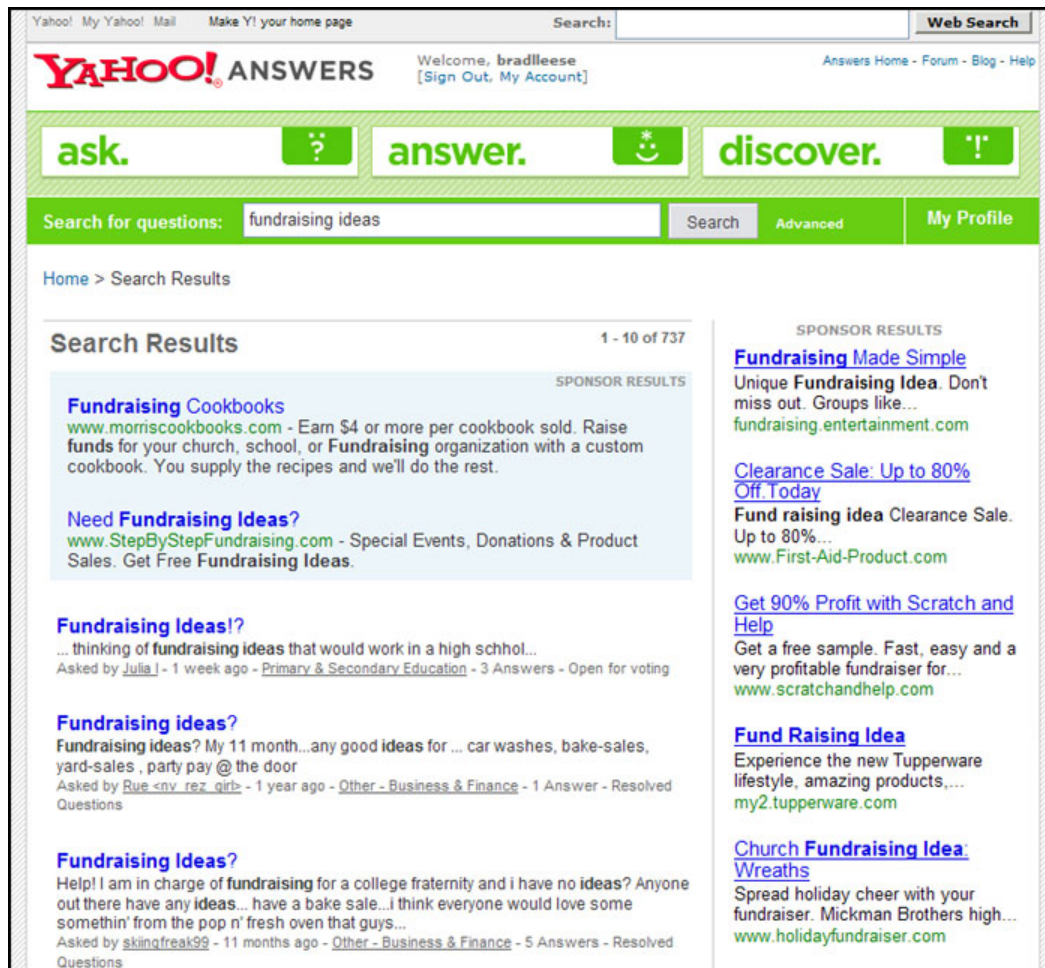 Yahoo! My Yahoo! Mail Make Y! your home page Search: Web Search
YAHOO! ANSWERS
Welcome, bradlleese
[Sign Out, My Account]
Answers Home - Forum - Blog - Help
ask. ? answer. discover. !
Search for questions: fundraising ideas Search Advanced My Profile
Home > Search Results
Search Results 1 - 10 of 737
SPONSOR RESULTS
Fundraising Cookbooks
www.morriscookbooks.com - Earn $4 or more per cookbook sold. Raise
funds for your church, school, or Fundraising organization with a custom
cookbook. You supply the recipes and we'll do the rest.
Need Fundraising Ideas?
www.StepByStepFundraising.com - Special Events, Donations & Product
Sales. Get Free Fundraising Ideas.
Fundraising Ideas!?
... thinking of fundraising ideas that would work in a high schhol...
Asked by Julia I - 1 week ago - Primary & Secondary Education - 3 Answers - Open for voting
Fundraising ideas?
Fundraising ideas? My 11 month...any good ideas for ... car washes, bake-sales,
yard-sales , party pay @ the door
Asked by Rue <nv_rez_girl> - 1 year ago - Other - Business & Finance - 1 Answer - Resolved
Questions
Fundraising Ideas?
Help! I am in charge of fundraising for a college fraternity and i have no ideas? Anyone
out there have any ideas... have a bake sale...i think everyone would love some
somethin' from the pop n' fresh oven that guys...
Asked by skiingfreak99 - 11 months ago - Other - Business & Finance - 5 Answers - Resolved
Questions
SPONSOR RESULTS
Fundraising Made Simple
Unique Fundraising Idea. Don't
miss out. Groups like...
fundraising.entertainment.com
Clearance Sale: Up to 80%
Off.Today
Fund raising idea Clearance Sale.
Up to 80%...
www.First-Aid-Product.com
Get 90% Profit with Scratch and
Help
Get a free sample. Fast, easy and a
very profitable fundraiser for...
www.scratchandhelp.com
Fund Raising Idea
Experience the new Tupperware
lifestyle, amazing products,...
my2.tupperware.com
Church Fundraising Idea:
Wreaths
Spread holiday cheer with your
fundraiser. Mickman Brothers high...
www.holidayfundraiser.com